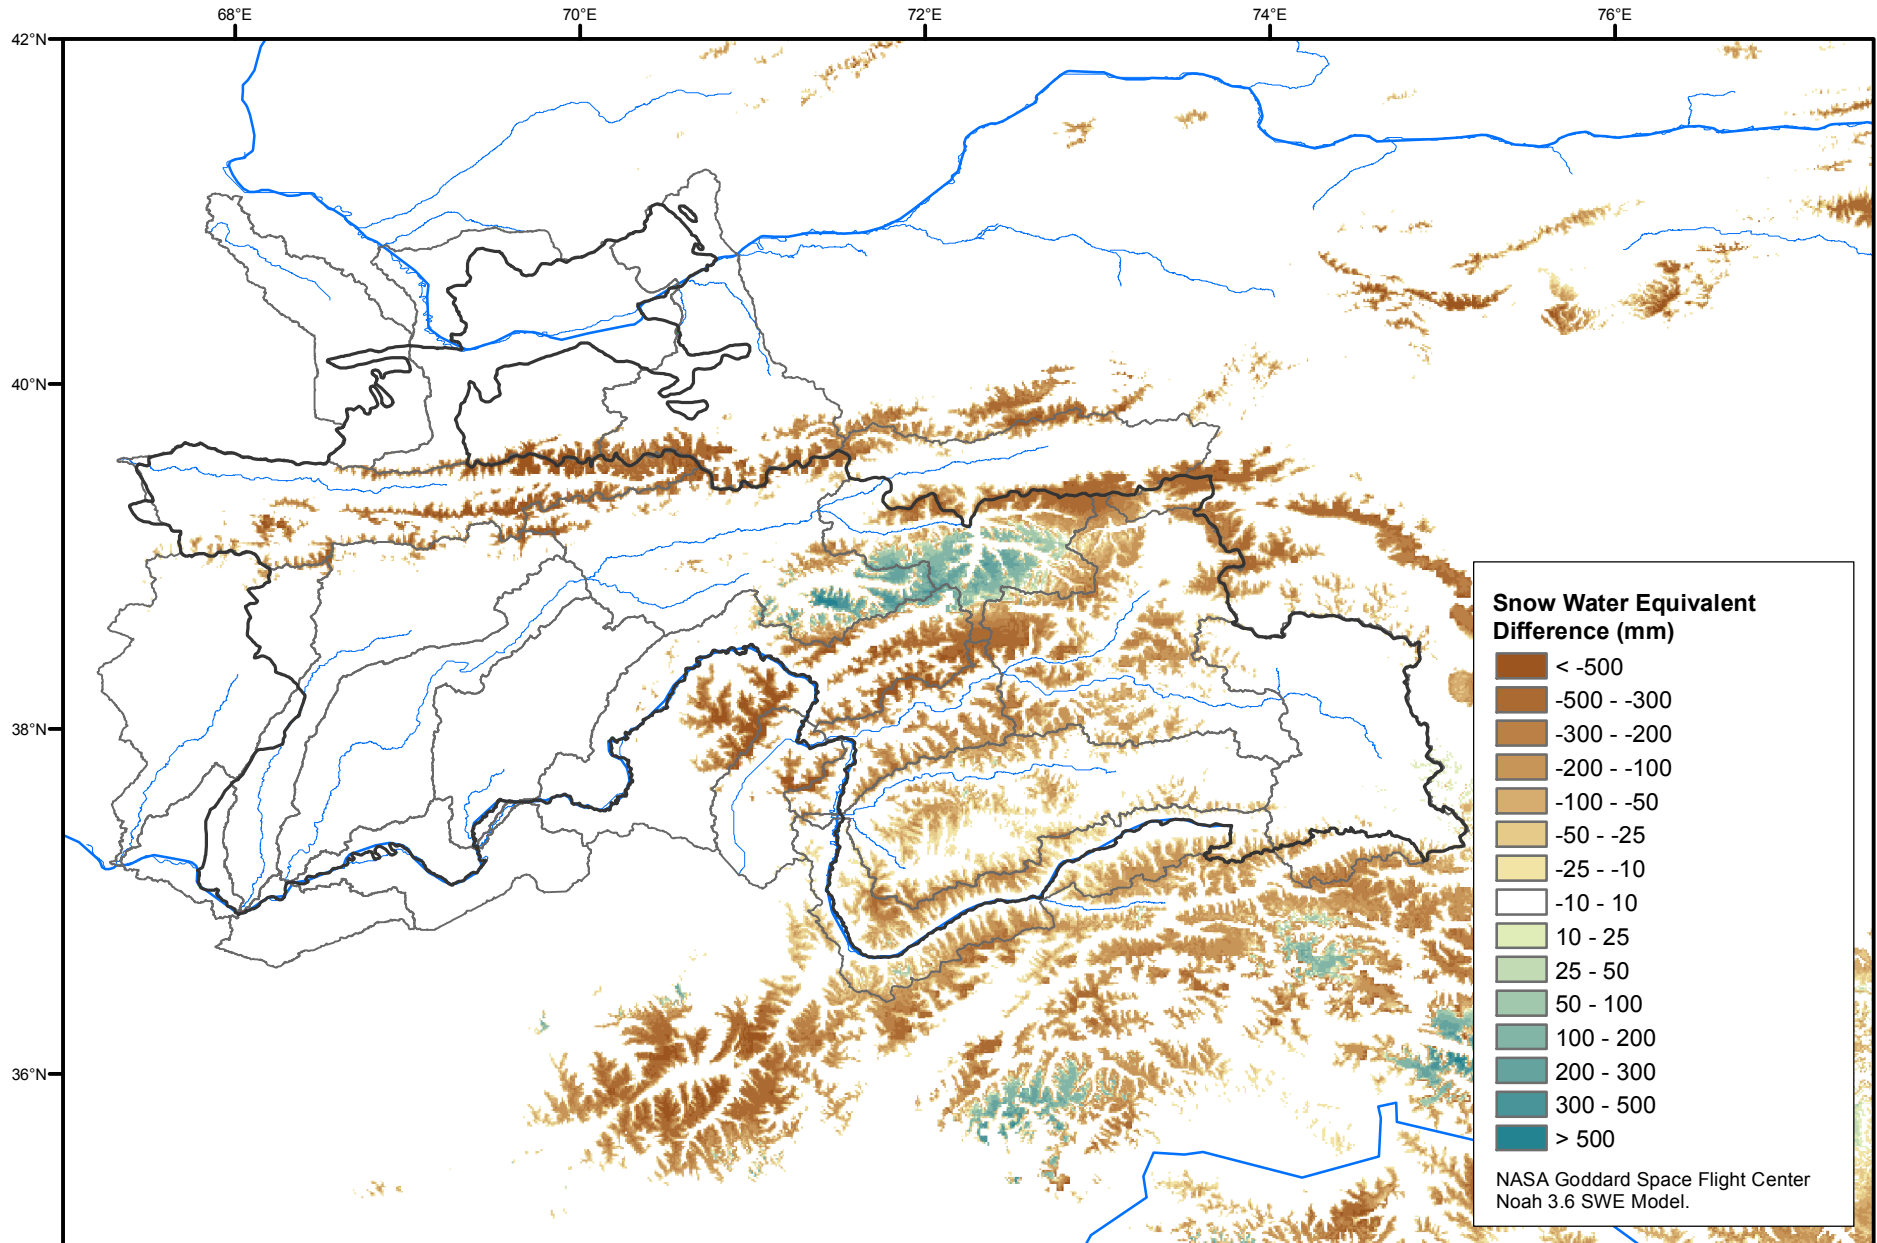 68°E
70°E
72°E
74°E
76°E
42°N
40°N
38°N
36°N
Snow Water Equivalent
Difference (mm)
< -500
-500 - -300
-300 - -200
-200 - -100
-100 - -50
-50 - -25
-25 - -10
-10 - 10
10 - 25
25 - 50
50 - 100
100 - 200
200 - 300
300 - 500
> 500
NASA Goddard Space Flight Center
Noah 3.6 SWE Model.